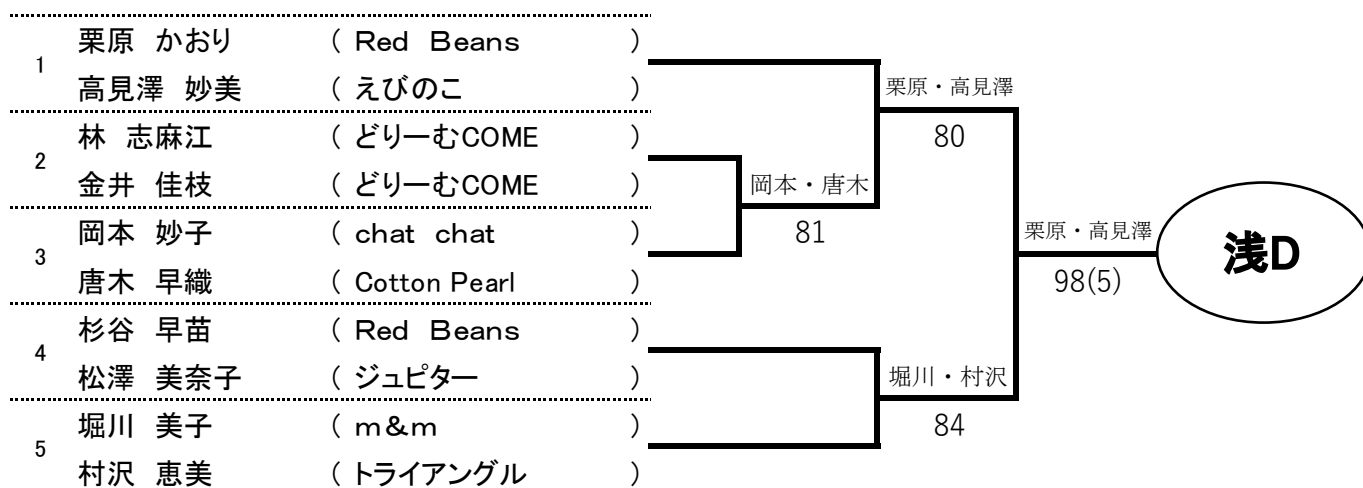 1
栗原 かおり ( Red Beans )
高見澤 妙美 ( えびのこ )
2
林 志麻江 ( どりーむCOME )
金井 佳枝 ( どりーむCOME )
3
岡本 妙子 ( chat chat )
唐木 早織 ( Cotton Pearl )
4
杉谷 早苗 ( Red Beans )
松澤 美奈子 ( ジュピター )
5
堀川 美子 ( m&m )
村沢 恵美 ( トライアングル )
岡本・唐木
81
栗原・高見澤
80
堀川・村沢
84
栗原・高見澤
98(5)
浅D